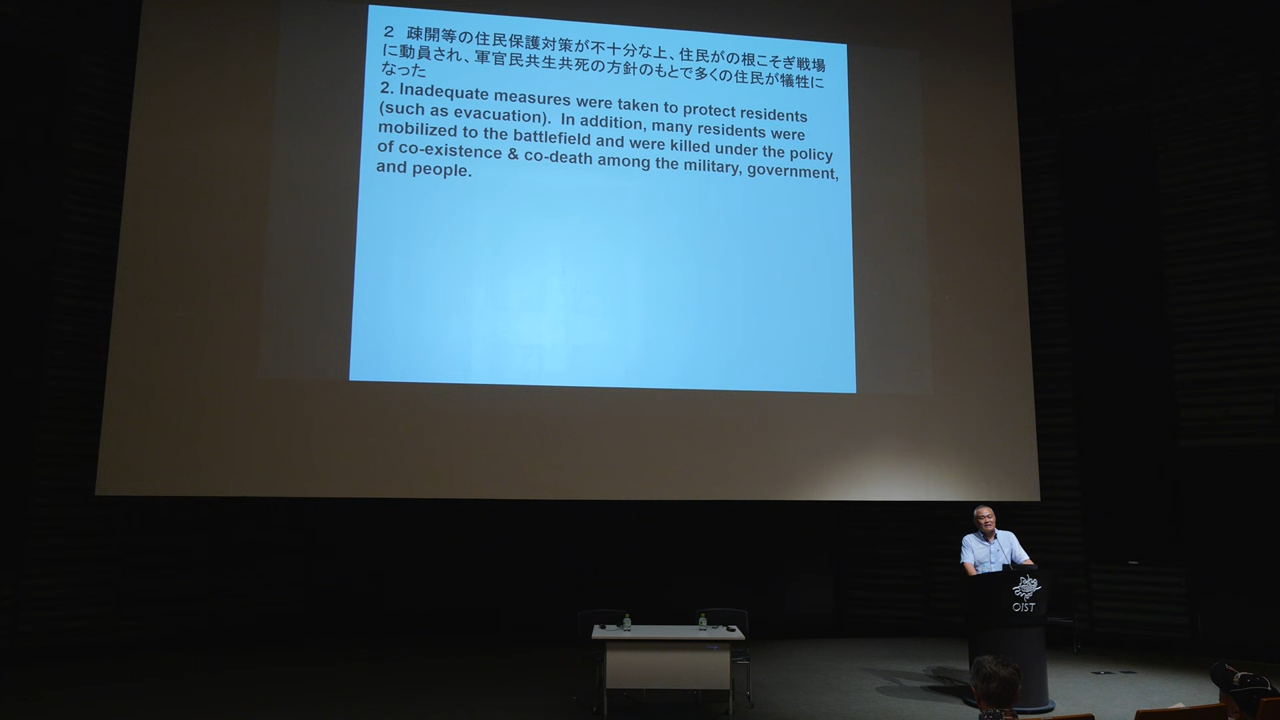 2 疎開等の住民保護対策が不十分な上、住民がの根こそぎ戦場
に動員され、軍官民共生共死の方針のもとで多くの住民が犠牲に
なった
2. Inadequate measures were taken to protect residents
(such as evacuation). In addition, many residents were
mobilized to the battlefield and were killed under the policy
of co-existence & co-death among the military, government,
and people.
OIST